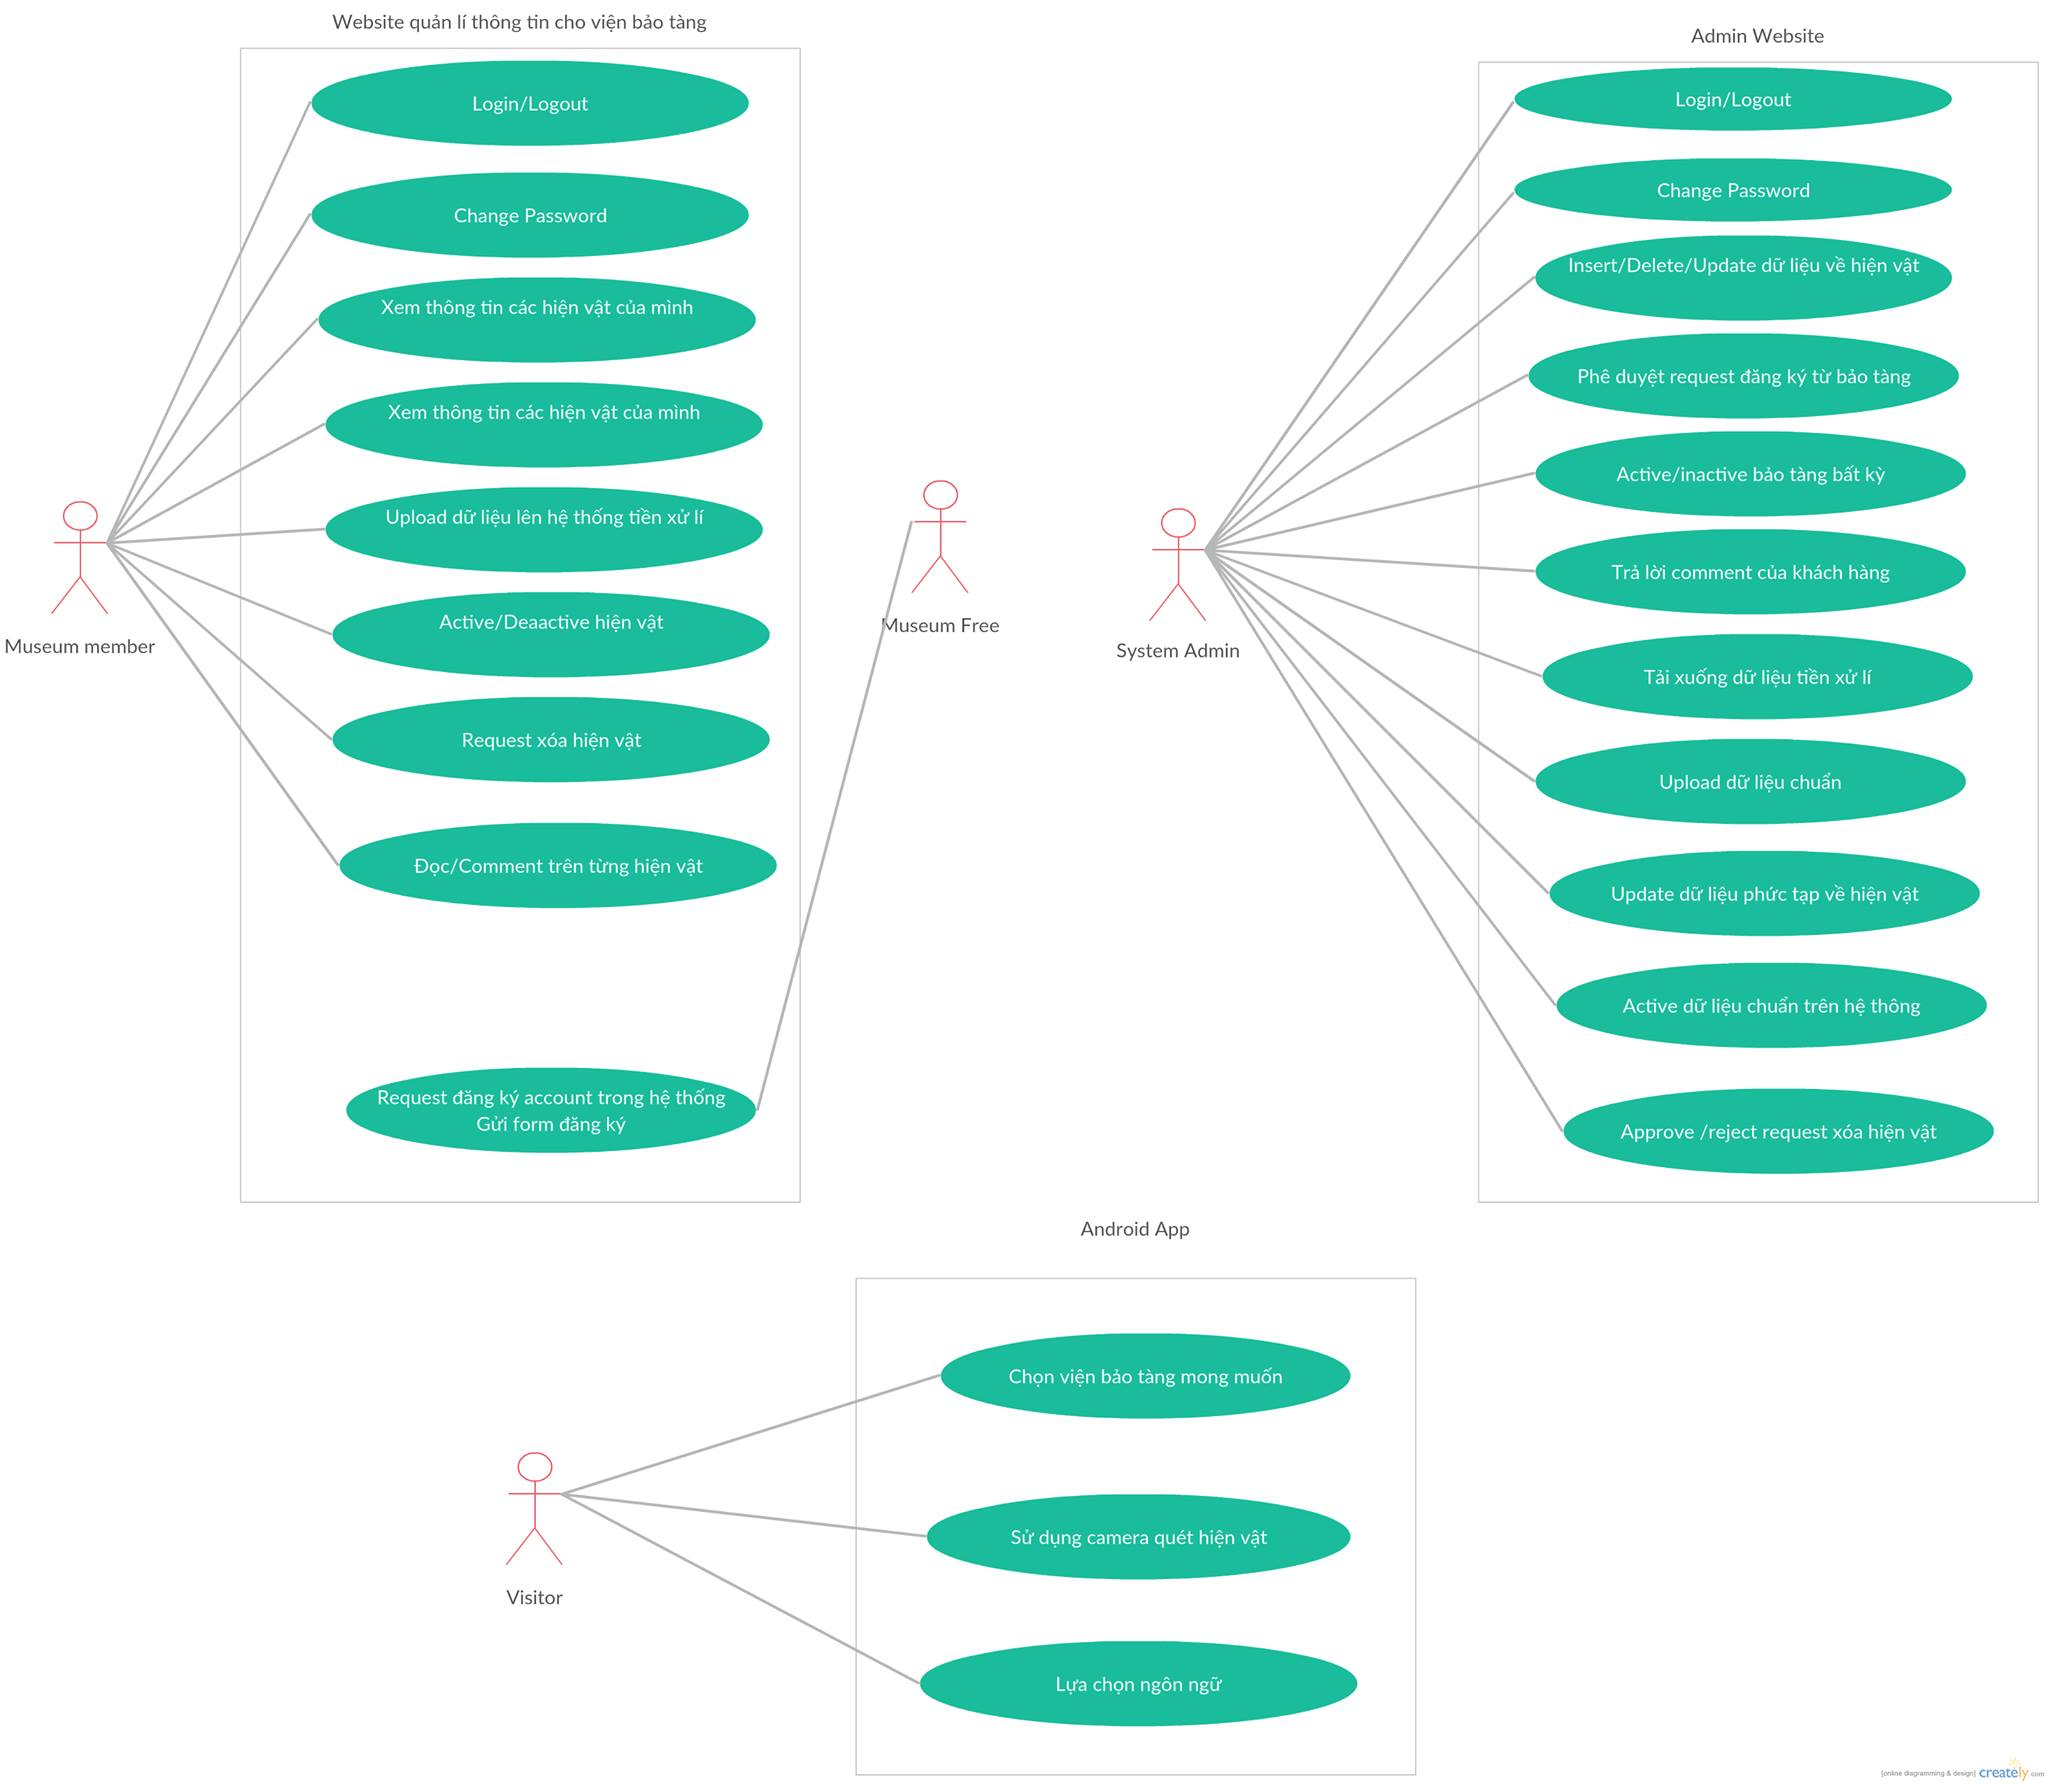 Website quản lí thông tin cho viện bảo tàng
Login/Logout
Change Password
Xem thông tin các hiện vật của mình
Xem thông tin các hiện vật của mình
Upload dữ liệu lên hệ thống tiền xử lí
Active/Deaactive hiện vật
Request xóa hiện vật
Đọc/Comment trên từng hiện vật
Request đăng ký account trong hệ thống
Gửi form đăng ký
Museum member
Museum Free
System Admin
Admin Website
Login/Logout
Change Password
Insert/Delete/Update dữ liệu về hiện vật
Phê duyệt request đăng ký từ bảo tàng
Active/inactive bảo tàng bất kỳ
Trả lời comment của khách hàng
Tải xuống dữ liệu tiền xử lí
Upload dữ liệu chuẩn
Update dữ liệu phức tạp về hiện vật
Active dữ liệu chuẩn trên hệ thông
Approve /reject request xóa hiện vật
Android App
Chọn viện bảo tàng mong muốn
Sử dụng camera quét hiện vật
Lựa chọn ngôn ngữ
Visitor
[online diagramming & design] creately.com